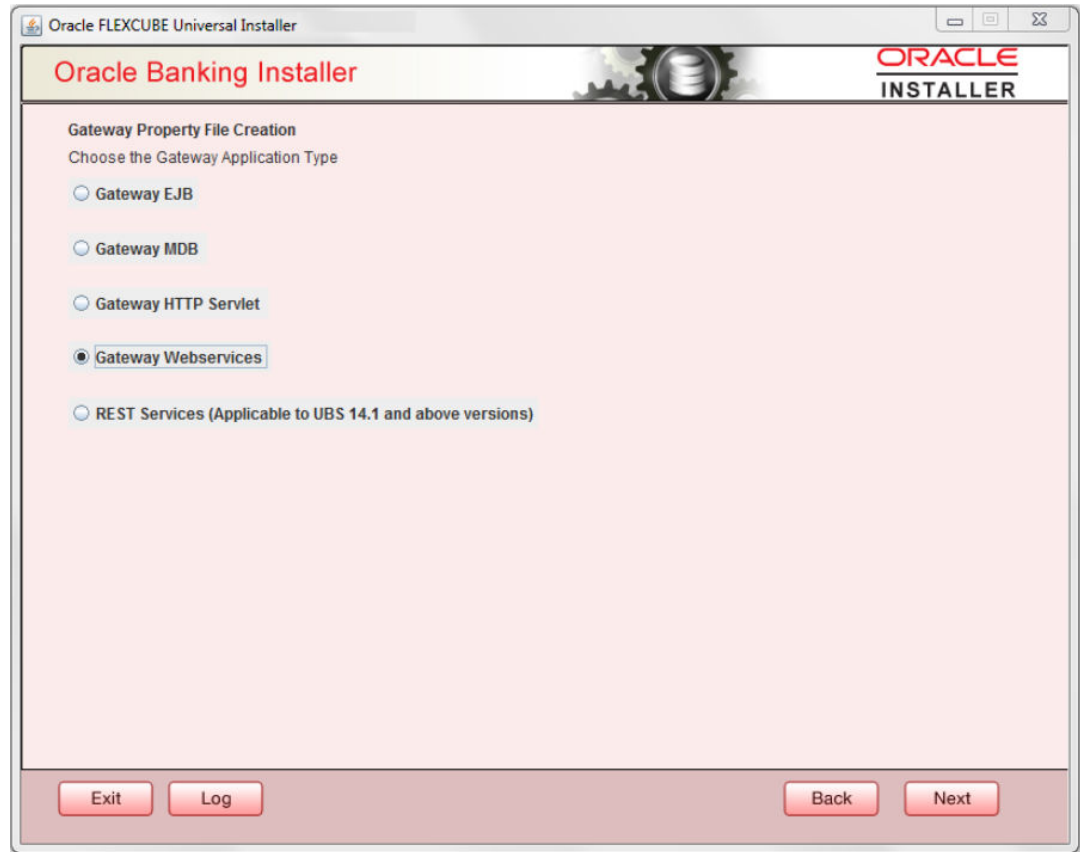 Oracle FLEXCUBE Universal Installer
Oracle Banking Installer
ORACLE
INSTALLER
Gateway Property File Creation
Choose the Gateway Application Type
Gateway EJB
Gateway MDB
Gateway HTTP Servlet
Gateway Webservices
REST Services (Applicable to UBS 14.1 and above versions)
Exit Log Back Next